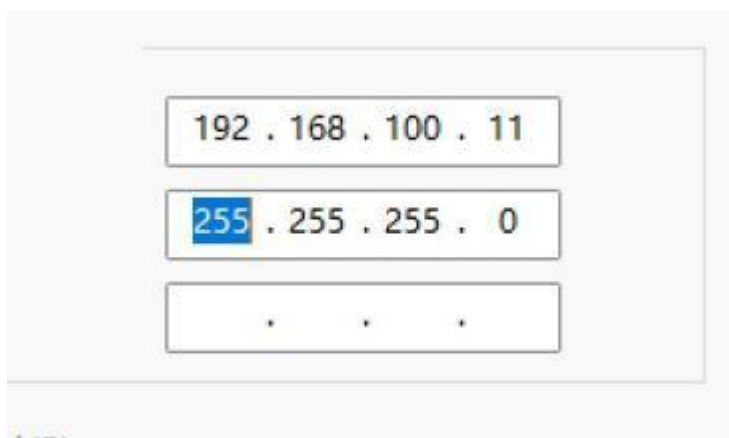 192 . 168 . 100 . 11
255 . 255 . 255 . 0
. . .